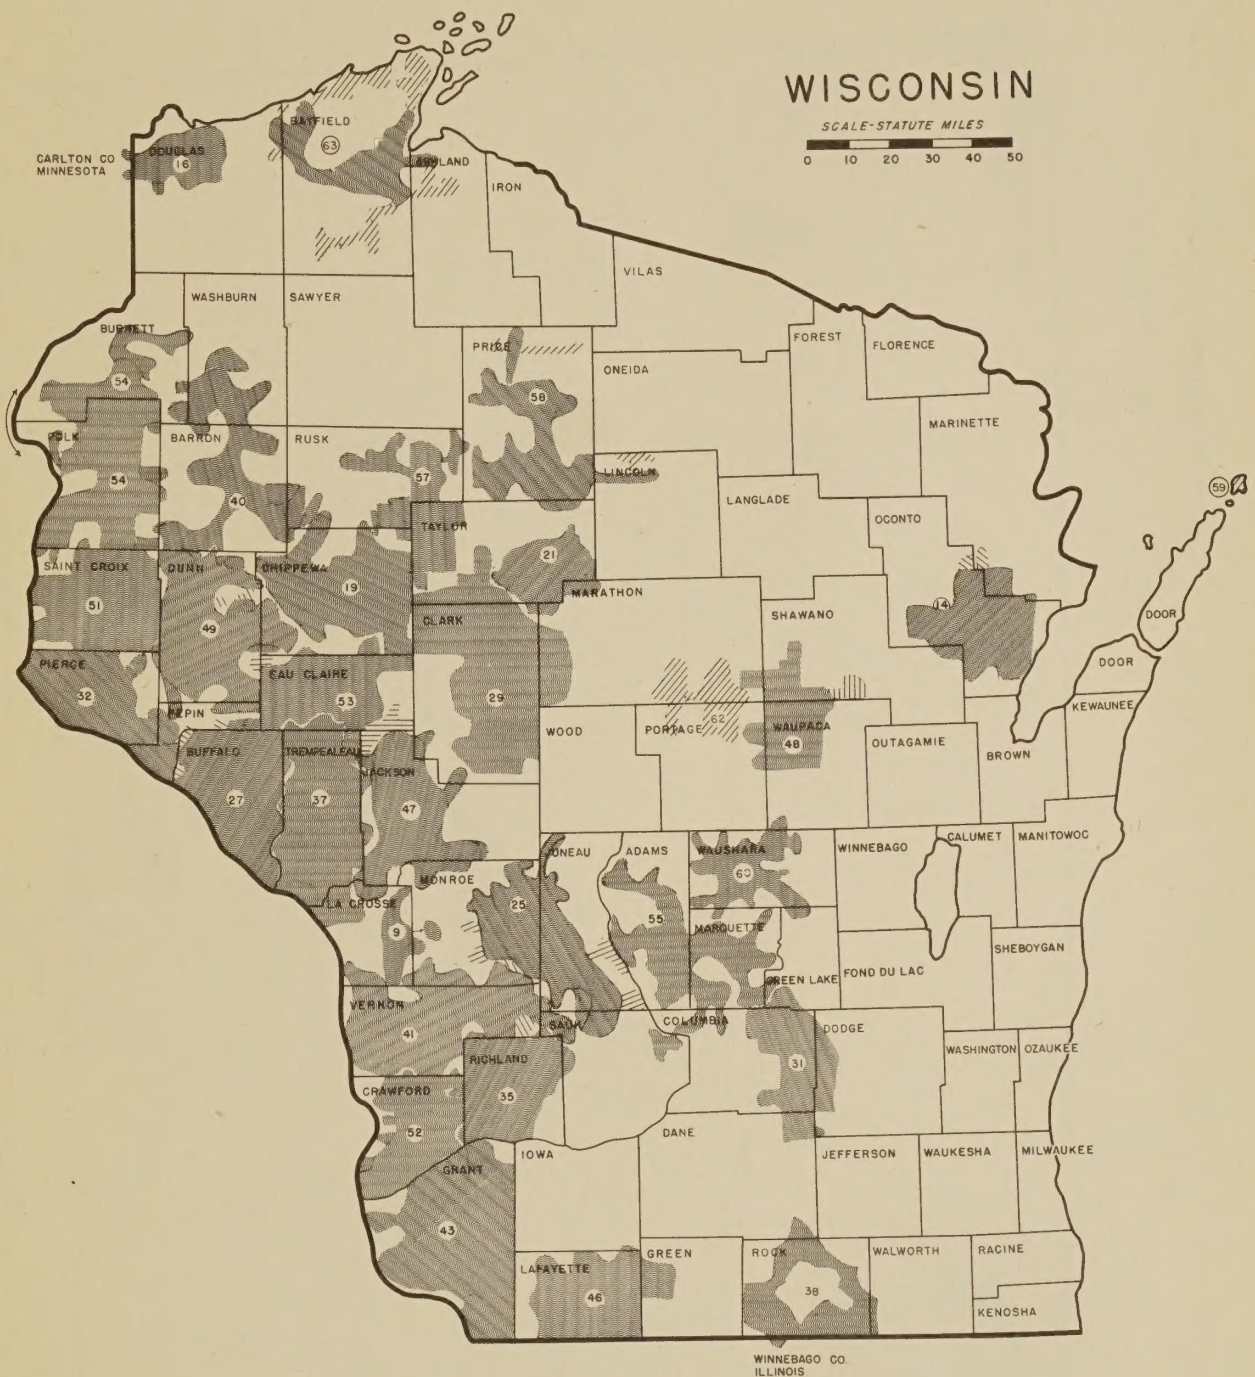 WISCONSIN
SCALE-STATUTE MILES
0 10 20 30 40 50
CARLTON CO
MINNESOTA
DOUGLAS
16
BAYFIELD
63
ASHLAND
IRON
VILAS
WASHBURN
SAWYER
BURNETT
54
PRICE
58
ONEIDA
FOREST
FLORENCE
MARINETTE
POLK
54
BARRON
40
RUSK
57
LINCOLN
LANGLADE
OCONTO
14
59
DOOR
DOOR
TAYLOR
21
SAINT CROIX
51
DUNN
49
CHIPPEWA
19
CLARK
29
MARATHON
SHAWANO
PIERCE
32
PEPIN
EAU CLAIRE
53
WOOD
PORTAGE
62
WAUPACA
48
OUTAGAMIE
BROWN
KEWAUNEE
BUFFALO
27
TREMPEALEAU
37
JACKSON
47
MONROE
25
JUNEAU
ADAMS
55
WAUSHARA
60
WINNEBAGO
CALUMET
MANITOWOC
LA CROSSE
9
MARQUETTE
GREEN LAKE
FOND DU LAC
SHEBOYGAN
VERNON
41
SAUK
COLUMBIA
31
DODGE
WASHINGTON
OZAUKEE
RICHLAND
35
CRAWFORD
52
DANE
IOWA
JEFFERSON
WAUKESHA
MILWAUKEE
GRANT
43
LAFAYETTE
46
GREEN
ROCK
38
WALWORTH
RACINE
KENOSHA
WINNEBAGO CO.
ILLINOIS